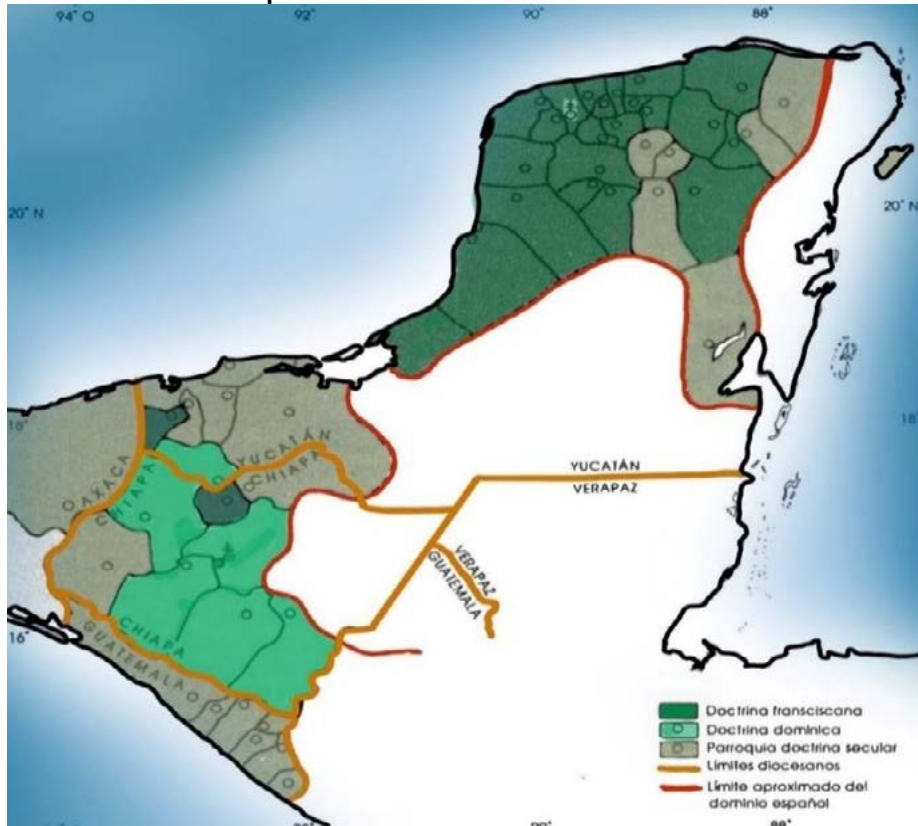 94° O
92°
90°
88°
20° N
20° N
18°
18°
OAXACA
CHIAPA
YUCATÁN
CHIAPA
YUCATÁN
VERAPAZ
VERAPAZ
GUATEMALA
16°
CHIAPA
GUATEMALA
Doctrina franciscana
Doctrina domínica
Parroquia doctrina secular
Límites diocesanos
Límite aproximado del
dominio español